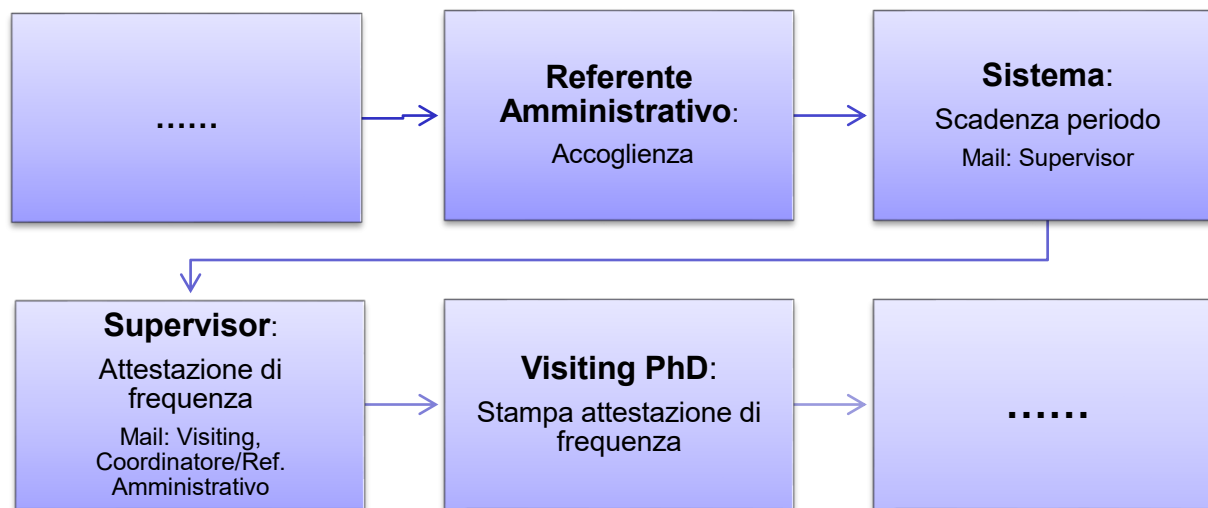 ......
Referente
Amministrativo:
Accoglienza
Sistema:
Scadenza periodo
Mail: Supervisor
Supervisor:
Attestazione di
frequenza
Mail: Visiting,
Coordinatore/Ref.
Amministrativo
Visiting PhD:
Stampa attestazione di
frequenza
......